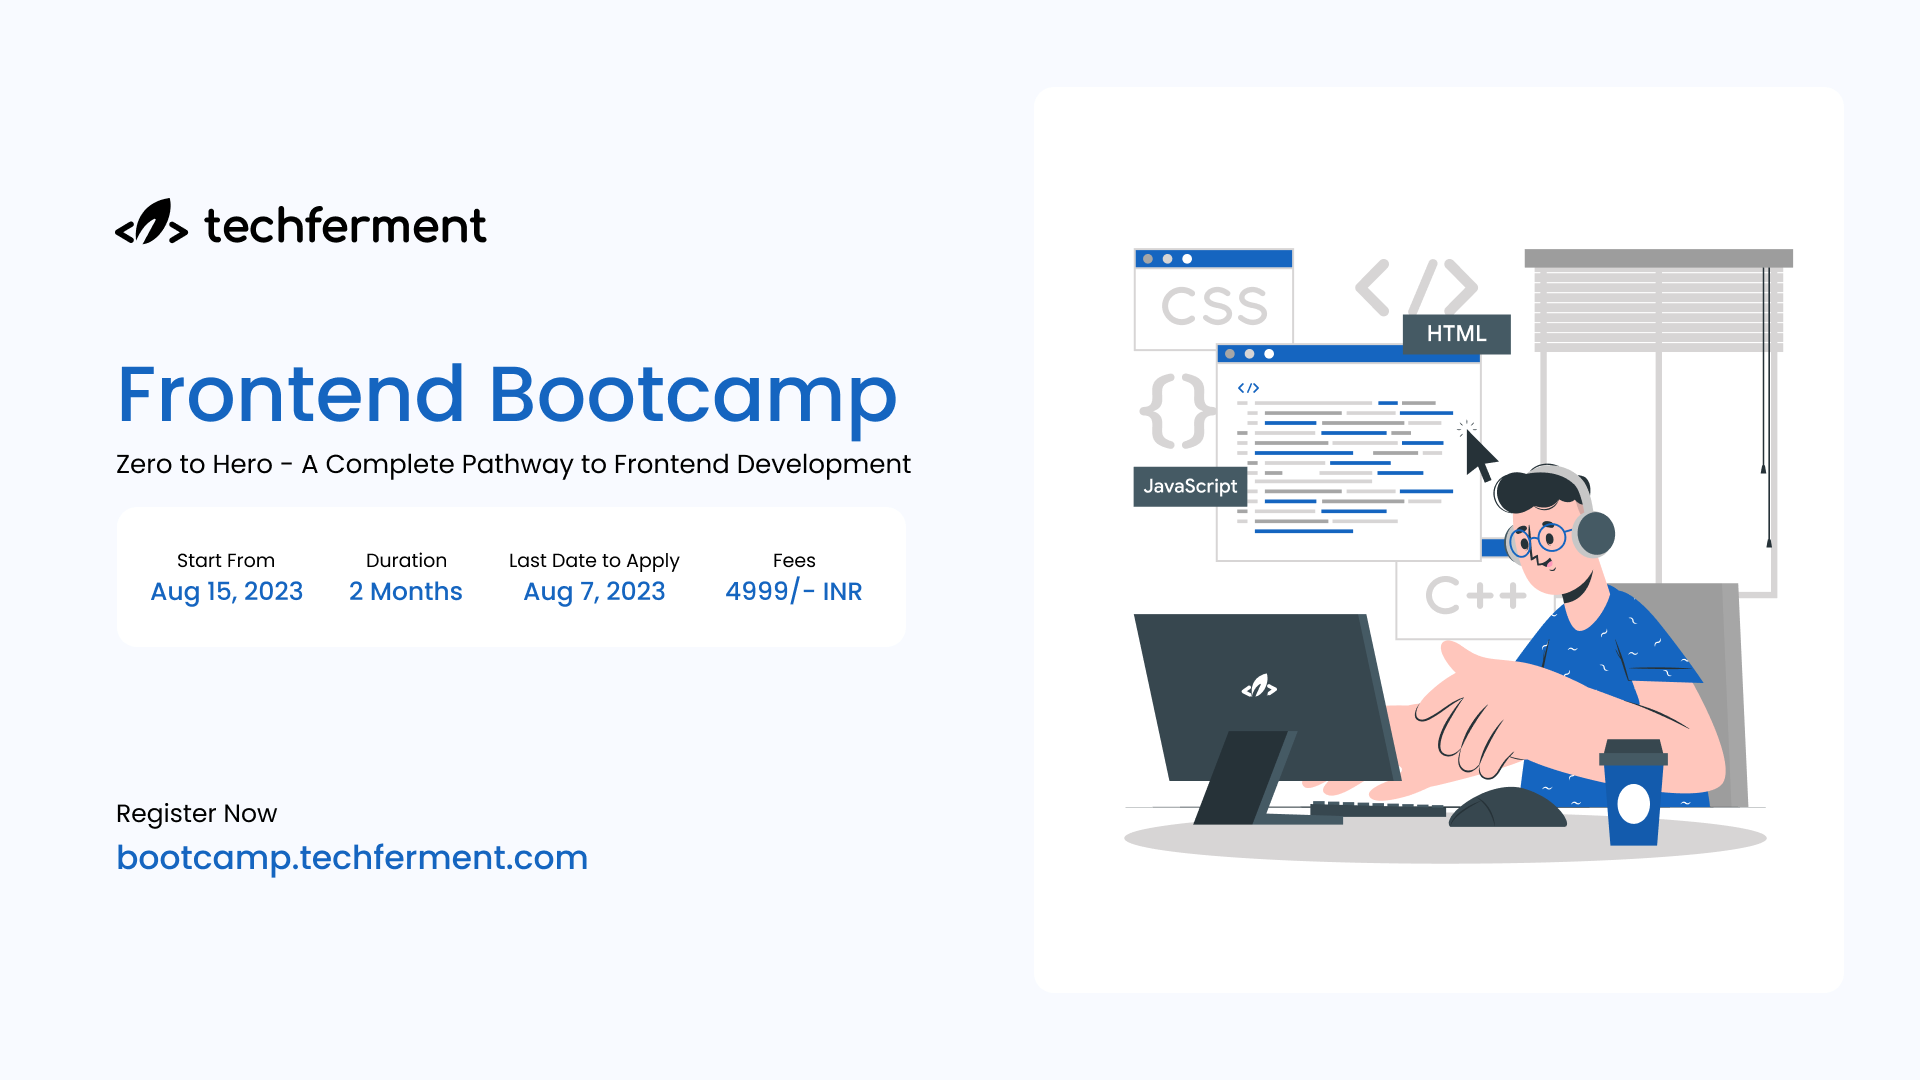 techferment
Frontend Bootcamp
Zero to Hero - A Complete Pathway to Frontend Development
Start From
Aug 15, 2023
Duration
2 Months
Last Date to Apply
Aug 7, 2023
Fees
4999/- INR
Register Now
bootcamp.techferment.com
CSS
</>
HTML
{}
</>
JavaScript
C++